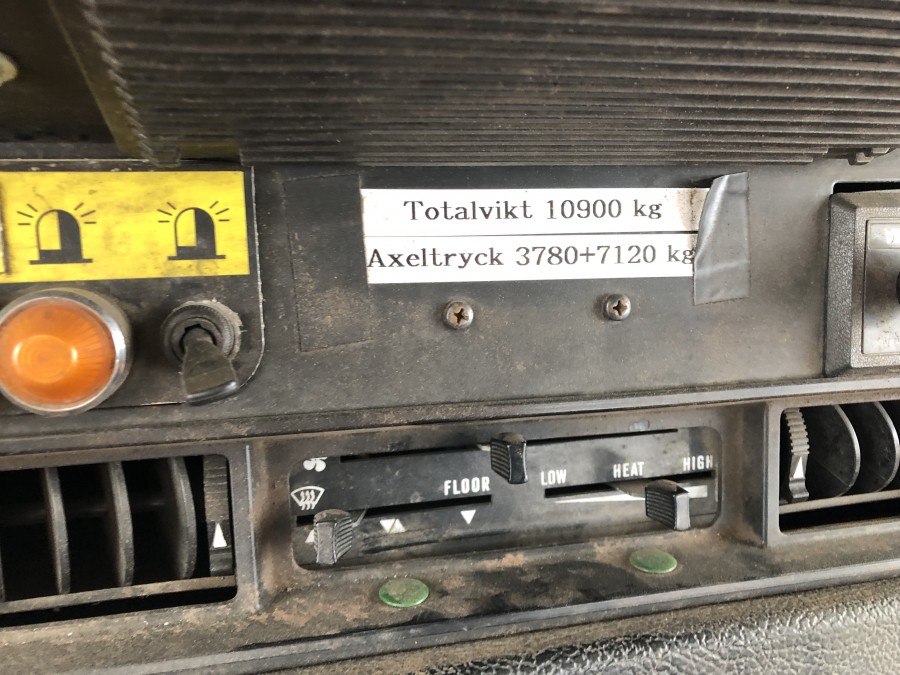 Totalvikt 10900 kg
Axeltryck 3780+7120 kg
FLOOR
LOW HEAT HIGH